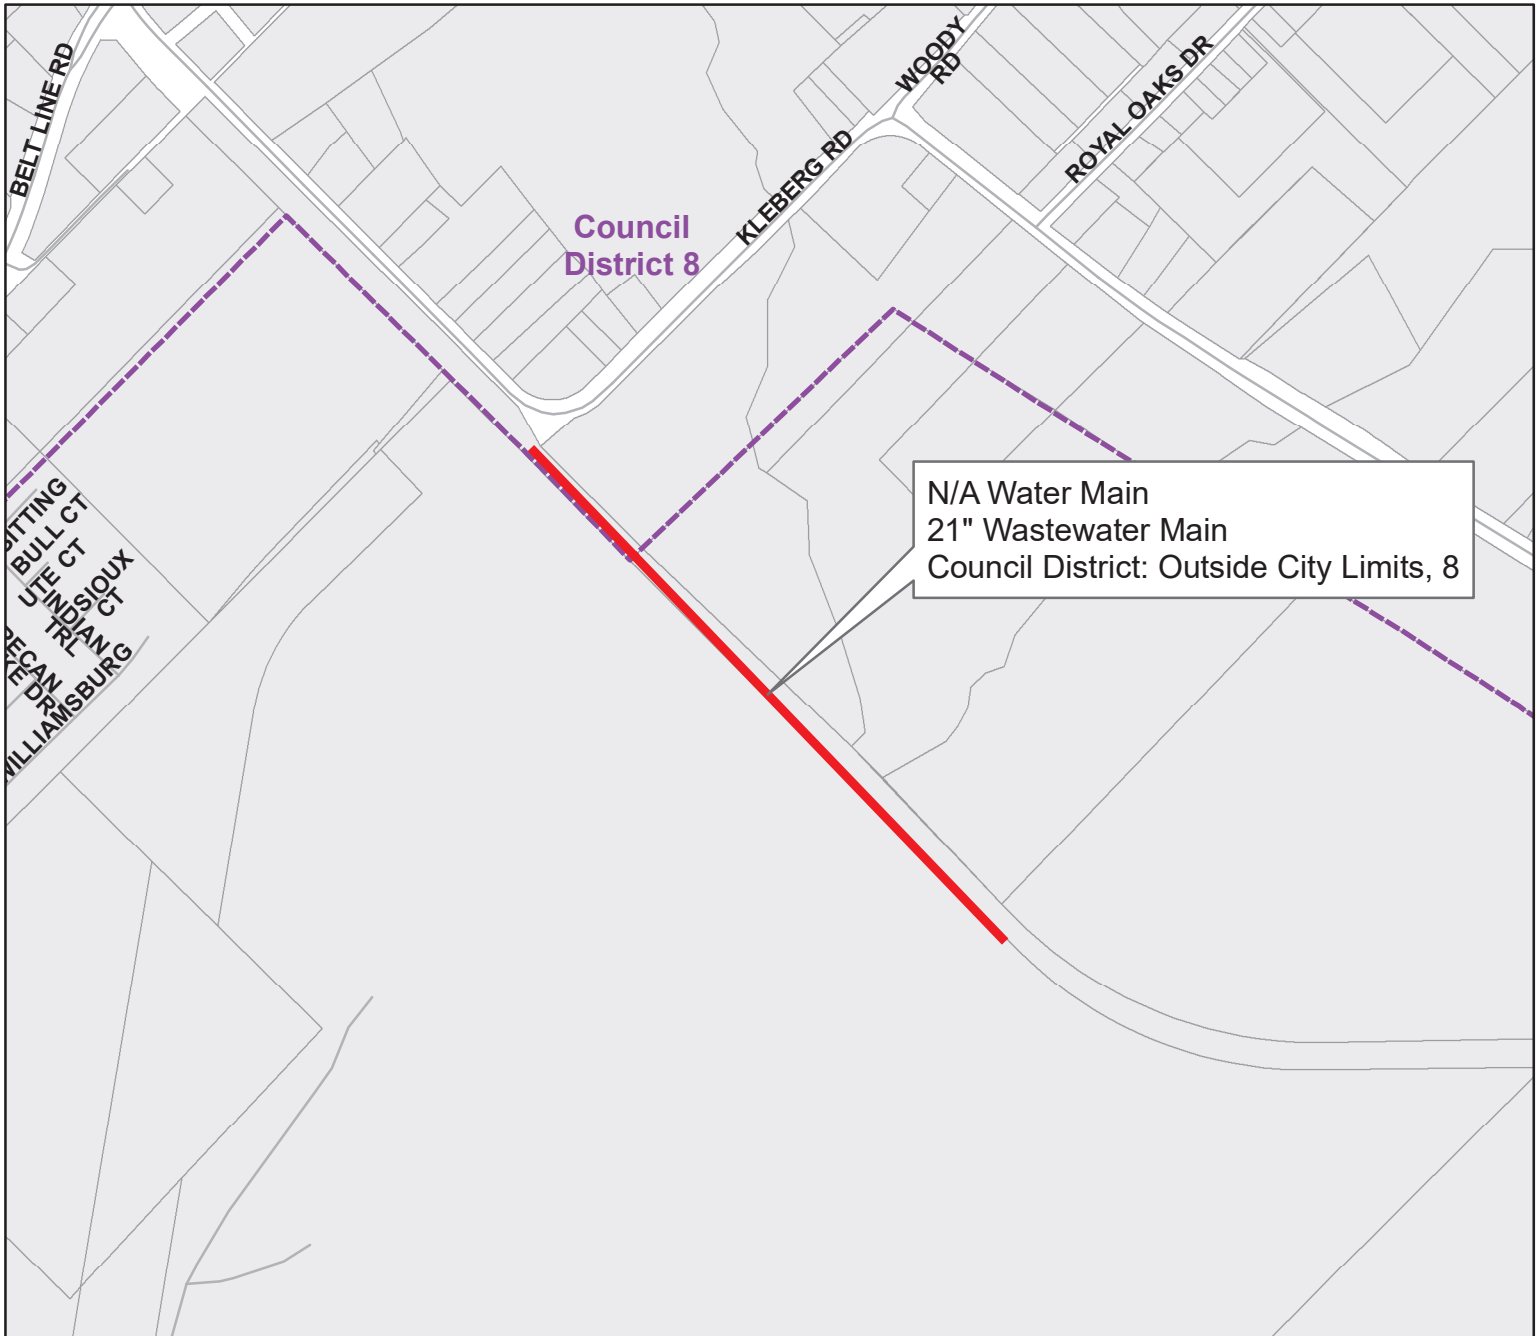 BELT LINE RD
WOODY
RD
ROYAL OAKS DR
KLEBERG RD
Council
District 8
N/A Water Main
21" Wastewater Main
Council District: Outside City Limits, 8
BULL CT
UTE CT
SIOUX
CT
INDIAN
TRL
WILLIAMSBURG